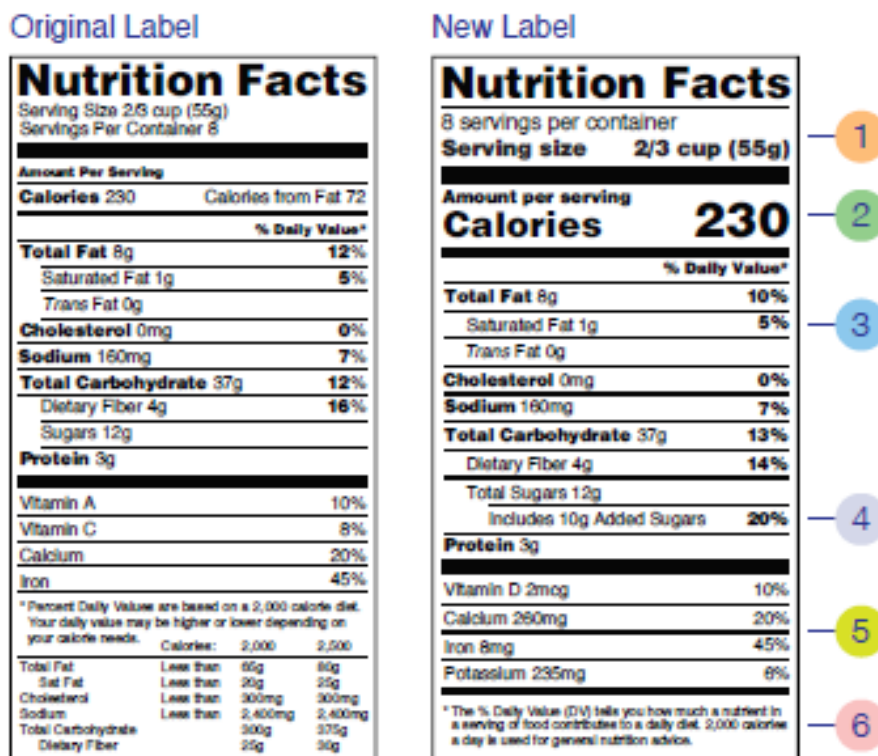 Original Label
Nutrition Facts
Serving Size 2/3 cup (55g)
Servings Per Container 8
Amount Per Serving
Calories 230 Calories from Fat 72
% Daily Value*
Total Fat 8g 12%
Saturated Fat 1g 5%
Trans Fat 0g
Cholesterol 0mg 0%
Sodium 160mg 7%
Total Carbohydrate 37g 12%
Dietary Fiber 4g 16%
Sugars 12g
Protein 3g
Vitamin A 10%
Vitamin C 8%
Calcium 20%
Iron 45%
* Percent Daily Values are based on a 2,000 calorie diet.
Your daily value may be higher or lower depending on
your calorie needs.
Calories: 2,000 2,500
Total Fat Less than 65g 80g
Sat Fat Less than 20g 25g
Cholesterol Less than 300mg 300mg
Sodium Less than 2,400mg 2,400mg
Total Carbohydrate 300g 375g
Dietary Fiber 25g 30g
New Label
Nutrition Facts
8 servings per container
Serving size 2/3 cup (55g)
1
Amount per serving
Calories 230
2
% Daily Value*
Total Fat 8g 10%
Saturated Fat 1g 5%
3
Trans Fat 0g
Cholesterol 0mg 0%
Sodium 160mg 7%
Total Carbohydrate 37g 13%
Dietary Fiber 4g 14%
Total Sugars 12g
Includes 10g Added Sugars 20%
4
Protein 3g
Vitamin D 2mcg 10%
Calcium 260mg 20%
5
Iron 8mg 45%
Potassium 235mg 6%
* The % Daily Value (DV) tells you how much a nutrient in
a serving of food contributes to a daily diet. 2,000 calories
a day is used for general nutrition advice.
6